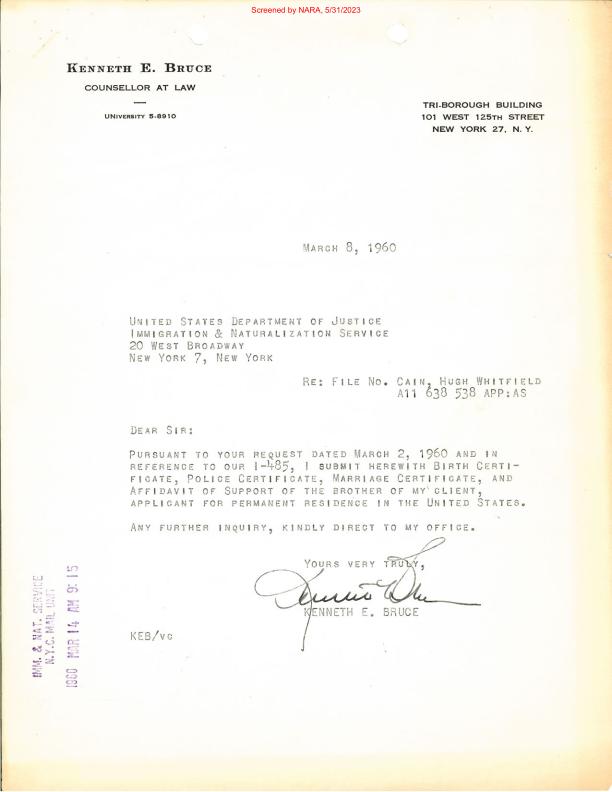 Screened by NARA, 5/31/2023
KENNETH E. BRUCE
COUNSELLOR AT LAW
UNIVERSITY 5-8910
TRI-BOROUGH BUILDING
101 WEST 125TH STREET
NEW YORK 27, N. Y.
MARCH 8, 1960
UNITED STATES DEPARTMENT OF JUSTICE
IMMIGRATION & NATURALIZATION SERVICE
20 WEST BROADWAY
NEW YORK 7, NEW YORK
RE: FILE NO. CAIN, HUGH WHITFIELD
A11 638 538 APP:AS
DEAR SIR:
PURSUANT TO YOUR REQUEST DATED MARCH 2, 1960 AND IN
REFERENCE TO OUR I-485, I SUBMIT HEREWITH BIRTH CERTI-
FICATE, POLICE CERTIFICATE, MARRIAGE CERTIFICATE, AND
AFFIDAVIT OF SUPPORT OF THE BROTHER OF MY CLIENT,
APPLICANT FOR PERMANENT RESIDENCE IN THE UNITED STATES.
ANY FURTHER INQUIRY, KINDLY DIRECT TO MY OFFICE.
YOURS VERY TRULY,
KENNETH E. BRUCE
KEB/VG
IMM. & NAT. SERVICE
N.Y.C. MAIL UNIT
1960 MAR 14 AM 9:15